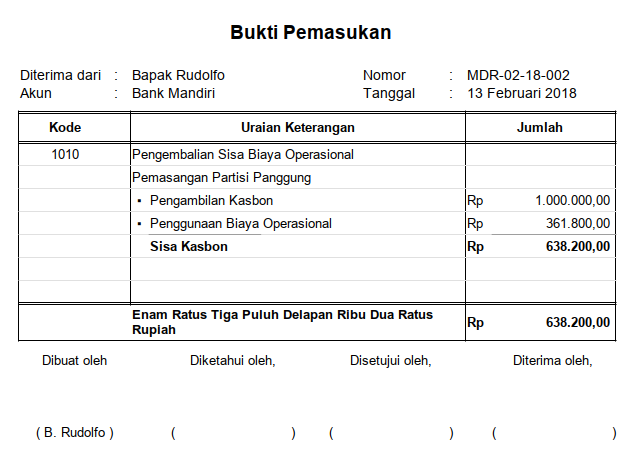 Bukti Pemasukan
Diterima dari : Bapak Rudolfo Nomor : MDR-02-18-002
Akun : Bank Mandiri Tanggal : 13 Februari 2018
Kode Uraian Keterangan Jumlah
1010 Pengembalian Sisa Biaya Operasional
Pemasangan Partisi Panggung
▪ Pengambilan Kasbon Rp 1.000.000,00
▪ Penggunaan Biaya Operasional Rp 361.800,00
Sisa Kasbon Rp 638.200,00
Enam Ratus Tiga Puluh Delapan Ribu Dua Ratus
Rupiah Rp 638.200,00
Dibuat oleh Diketahui oleh, Disetujui oleh, Diterima oleh,
( B. Rudolfo ) ( ) ( ) ( )